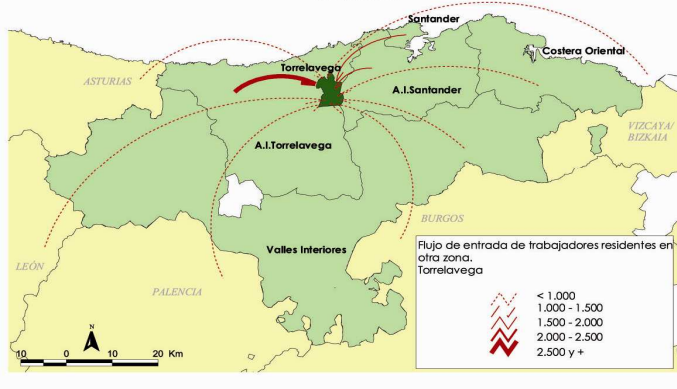 Santander
Costera Oriental
Torrelavega
ASTURIAS
A.I.Santander
VIZCAYA/
BIZKAIA
A.I.Torrelavega
BURGOS
Valles Interiores
LEÓN
PALENCIA
Flujo de entrada de trabajadores residentes en
otra zona.
Torrelavega
< 1.000
1.000 - 1.500
1.500 - 2.000
2.000 - 2.500
2.500 y +
N
10 0 10 20 Km